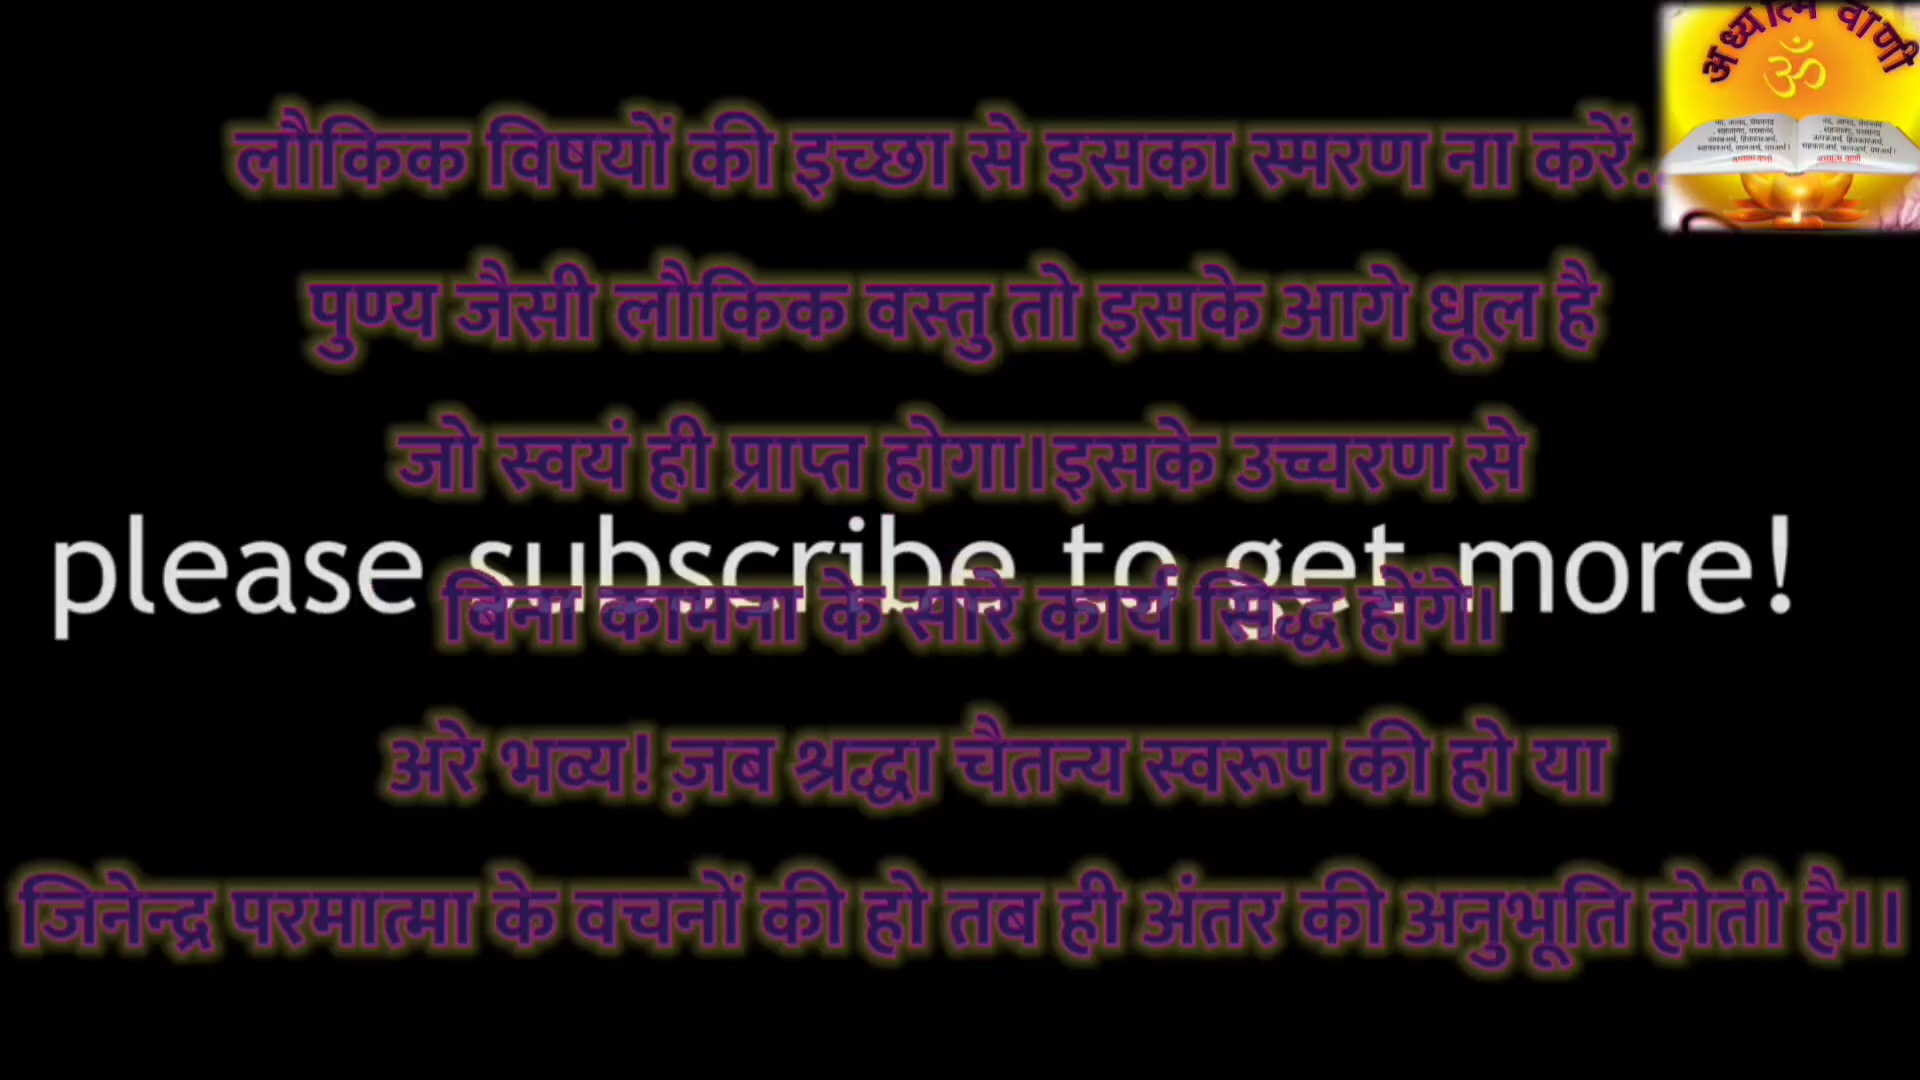 अध्यात्म वाणी
ॐ
लौकिक विषयों की इच्छा से इसका स्मरण ना करें..
पुण्य जैसी लौकिक वस्तु तो इसके आगे धूल है
जो स्वयं ही प्राप्त होगा।इसके उच्चरण से
please subscribe to get more!
बिना कामना के सारे कार्य सिद्ध होंगे।
अरे भव्य! ज़ब श्रद्धा चैतन्य स्वरूप की हो या
जिनेन्द्र परमात्मा के वचनों की हो तब ही अंतर की अनुभूति होती है।।